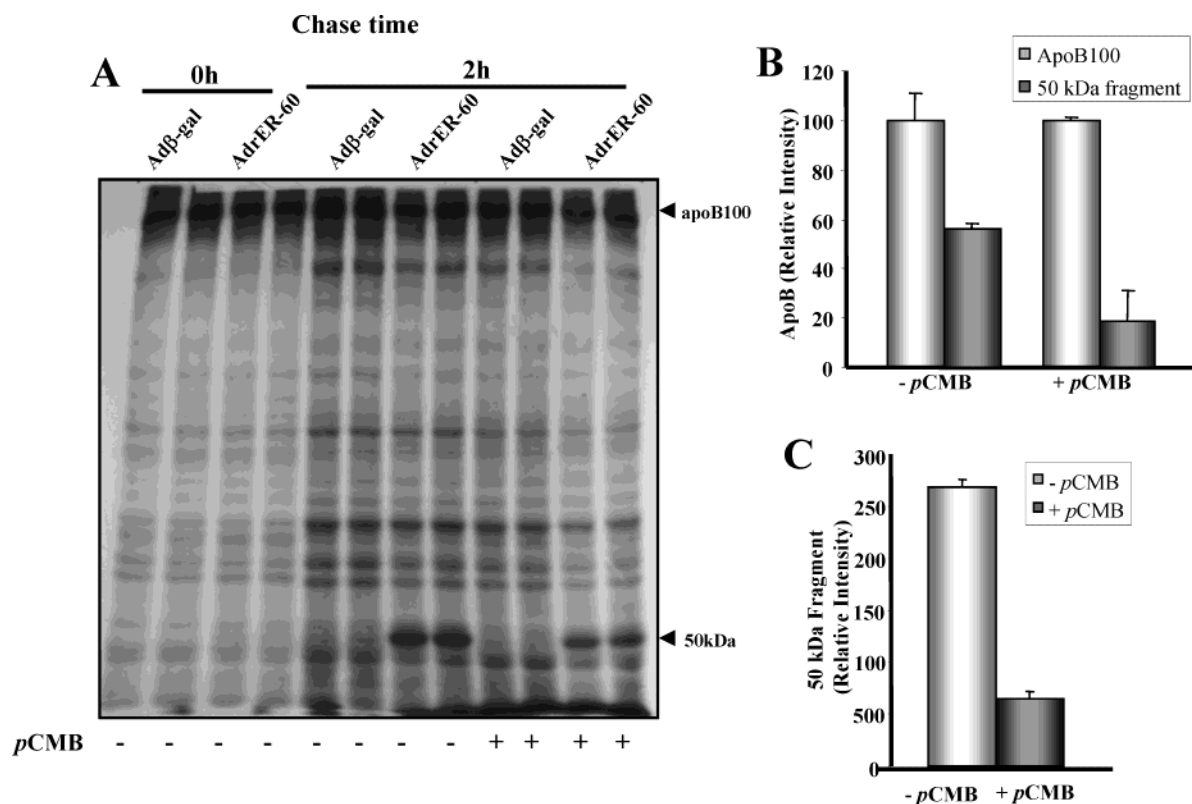 Chase time
A
0h
2h
Adβ-gal
AdrER-60
Adβ-gal
AdrER-60
Adβ-gal
AdrER-60
apoB100
50kDa
pCMB - - - - - - - - + + + +
B
ApoB100
50 kDa fragment
ApoB (Relative Intensity)
120
100
80
60
40
20
0
- pCMB + pCMB
C
- pCMB
+ pCMB
50 kDa Fragment
(Relative Intensity)
300
250
200
250
100
500
0
- pCMB + pCMB